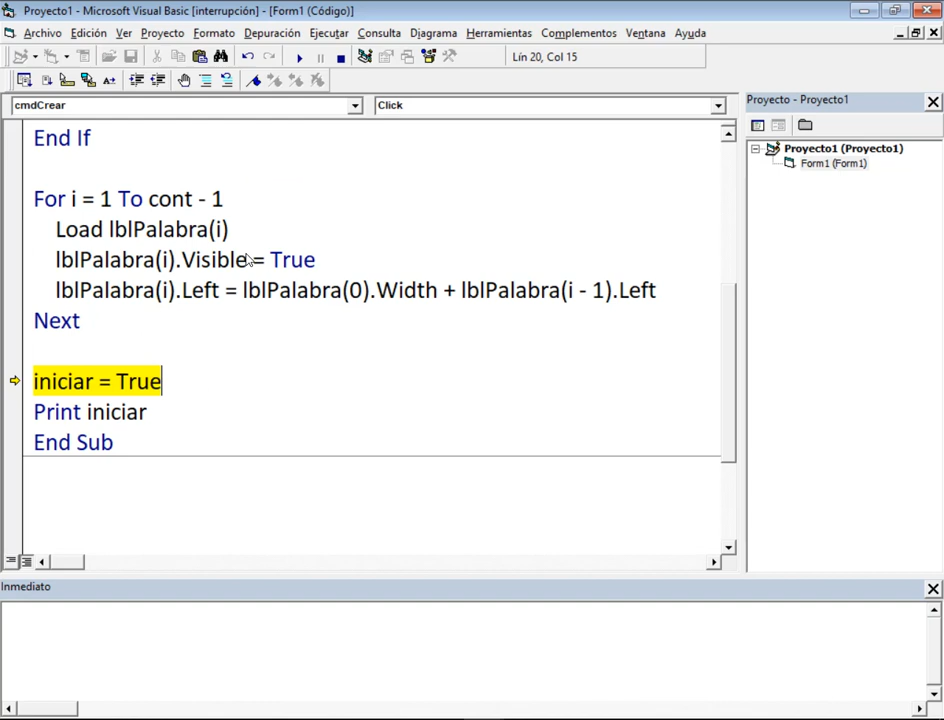 Proyecto1 - Microsoft Visual Basic [interrupción] - [Form1 (Código)]
Archivo Edición Ver Proyecto Formato Depuración Ejecutar Consulta Diagrama Herramientas Complementos Ventana Ayuda
Lín 20, Col 15
cmdCrear Click
End If
For i = 1 To cont - 1
Load lblPalabra(i)
lblPalabra(i).Visible = True
lblPalabra(i).Left = lblPalabra(0).Width + lblPalabra(i - 1).Left
Next
iniciar = True
Print iniciar
End Sub
Proyecto - Proyecto1
Proyecto1 (Proyecto1)
Form1 (Form1)
Inmediato